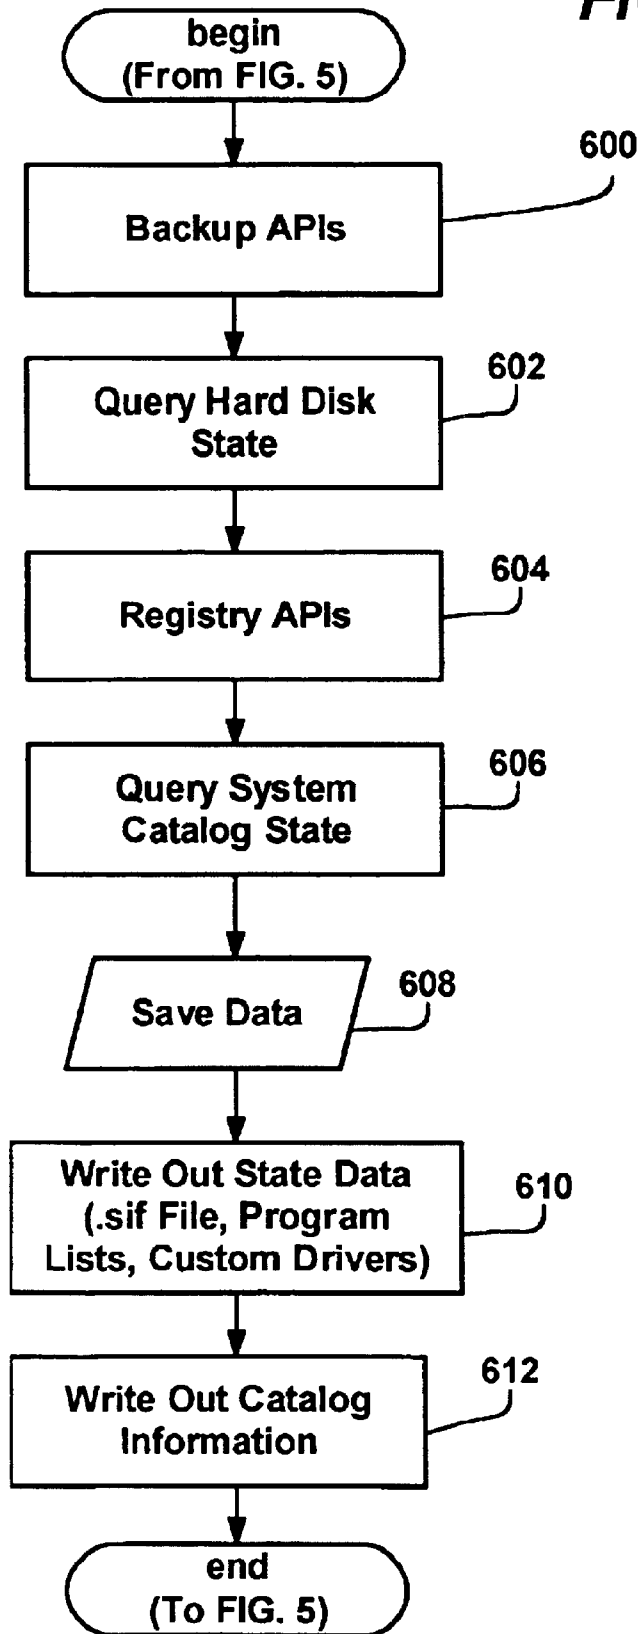 begin
(From FIG. 5)
600
Backup APIs
602
Query Hard Disk
State
604
Registry APIs
606
Query System
Catalog State
608
Save Data
Write Out State Data
610
(.sif File, Program
Lists, Custom Drivers)
612
Write Out Catalog
Information
end
(To FIG. 5)